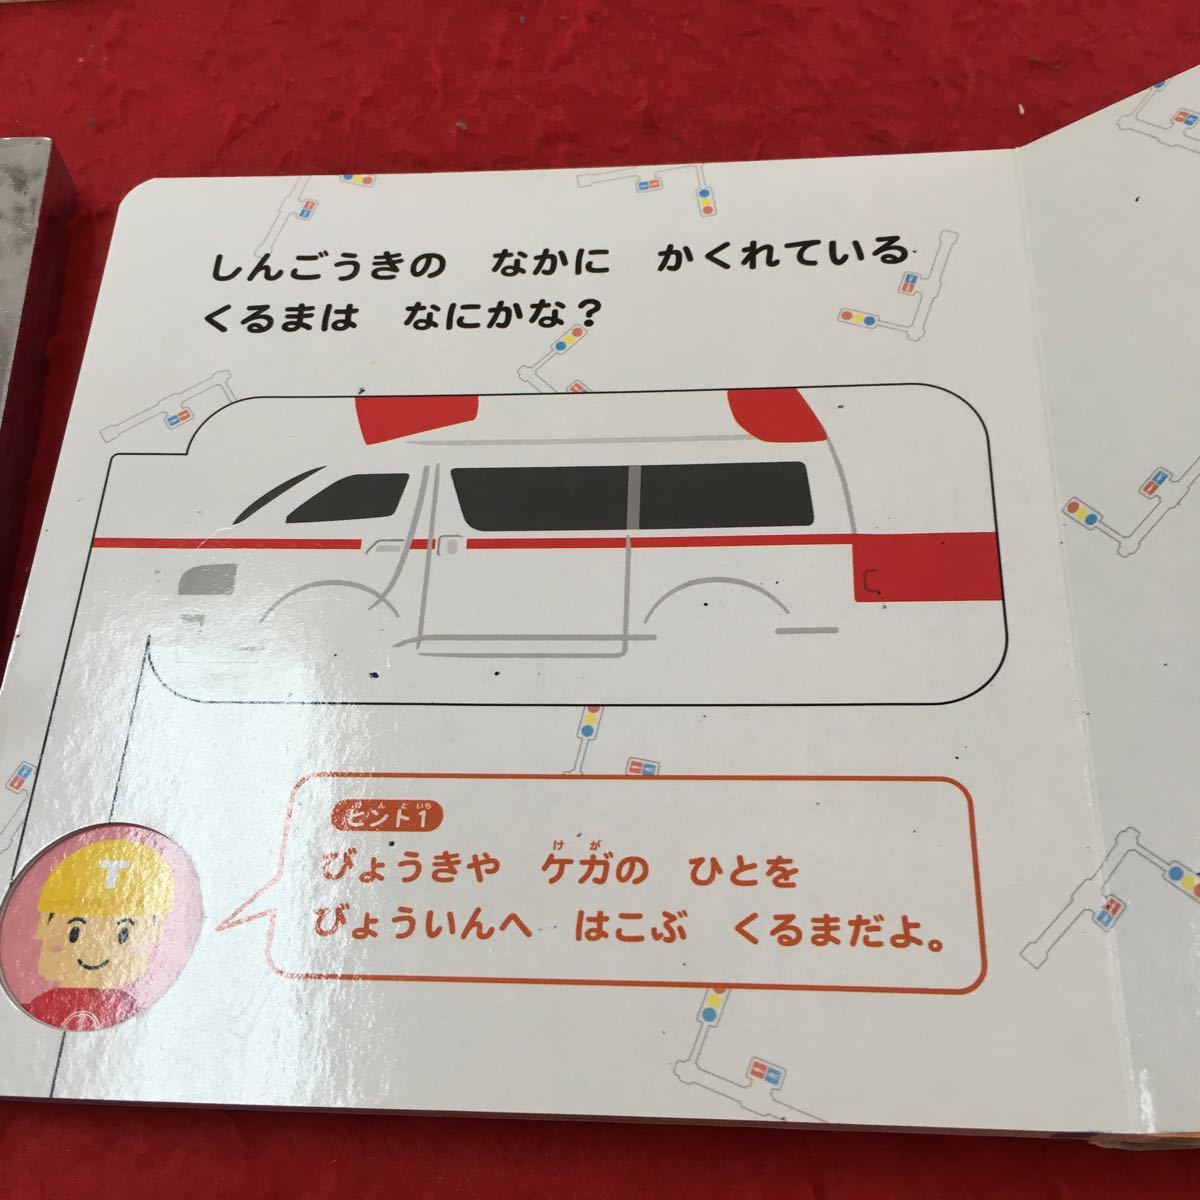 しんごうきの なかに かくれている
くるまは なにかな？
ヒント1
びょうきや ケガの ひとを
びょういんへ はこぶ くるまだよ。
T